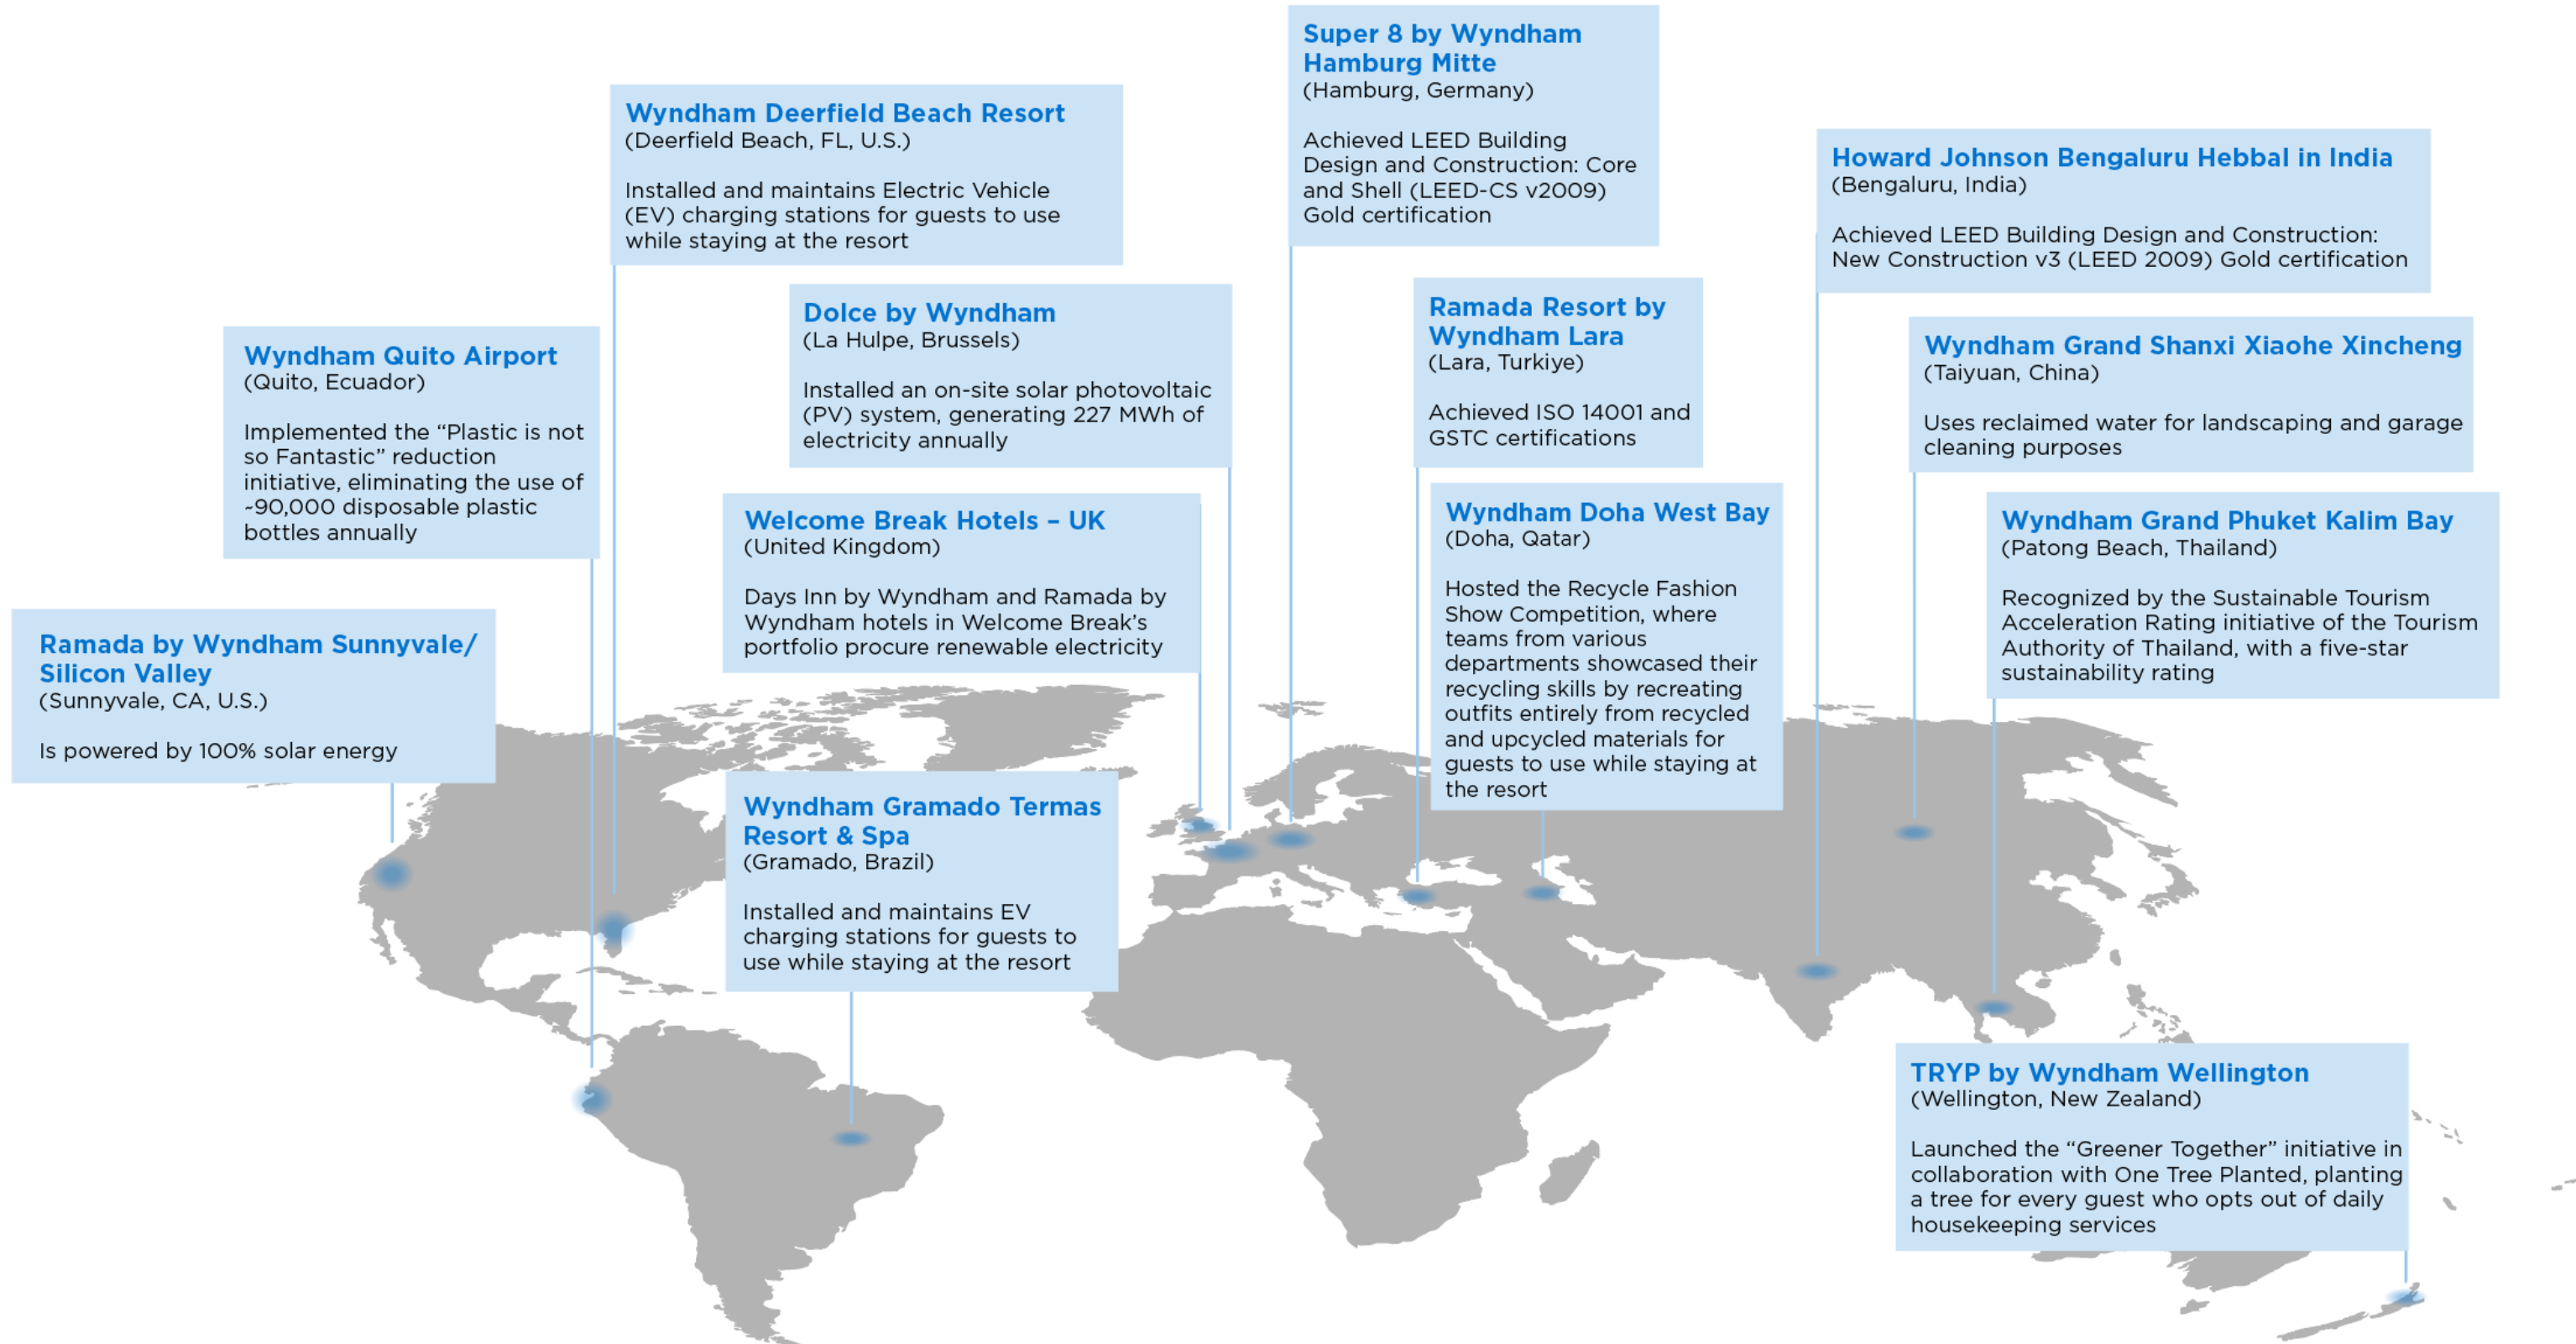 Super 8 by Wyndham
Hamburg Mitte
(Hamburg, Germany)
Achieved LEED Building
Design and Construction: Core
and Shell (LEED-CS v2009)
Gold certification
Wyndham Deerfield Beach Resort
(Deerfield Beach, FL, U.S.)
Installed and maintains Electric Vehicle
(EV) charging stations for guests to use
while staying at the resort
Howard Johnson Bengaluru Hebbal in India
(Bengaluru, India)
Achieved LEED Building Design and Construction:
New Construction v3 (LEED 2009) Gold certification
Dolce by Wyndham
(La Hulpe, Brussels)
Installed an on-site solar photovoltaic
(PV) system, generating 227 MWh of
electricity annually
Ramada Resort by
Wyndham Lara
(Lara, Turkiye)
Achieved ISO 14001 and
GSTC certifications
Wyndham Grand Shanxi Xiaohe Xincheng
(Taiyuan, China)
Uses reclaimed water for landscaping and garage
cleaning purposes
Wyndham Quito Airport
(Quito, Ecuador)
Implemented the “Plastic is not
so Fantastic” reduction
initiative, eliminating the use of
~90,000 disposable plastic
bottles annually
Welcome Break Hotels – UK
(United Kingdom)
Days Inn by Wyndham and Ramada by
Wyndham hotels in Welcome Break’s
portfolio procure renewable electricity
Wyndham Doha West Bay
(Doha, Qatar)
Hosted the Recycle Fashion
Show Competition, where
teams from various
departments showcased their
recycling skills by recreating
outfits entirely from recycled
and upcycled materials for
guests to use while staying at
the resort
Wyndham Grand Phuket Kalim Bay
(Patong Beach, Thailand)
Recognized by the Sustainable Tourism
Acceleration Rating initiative of the Tourism
Authority of Thailand, with a five-star
sustainability rating
Ramada by Wyndham Sunnyvale/
Silicon Valley
(Sunnyvale, CA, U.S.)
Is powered by 100% solar energy
Wyndham Gramado Termas
Resort & Spa
(Gramado, Brazil)
Installed and maintains EV
charging stations for guests to
use while staying at the resort
TRYP by Wyndham Wellington
(Wellington, New Zealand)
Launched the “Greener Together” initiative in
collaboration with One Tree Planted, planting
a tree for every guest who opts out of daily
housekeeping services